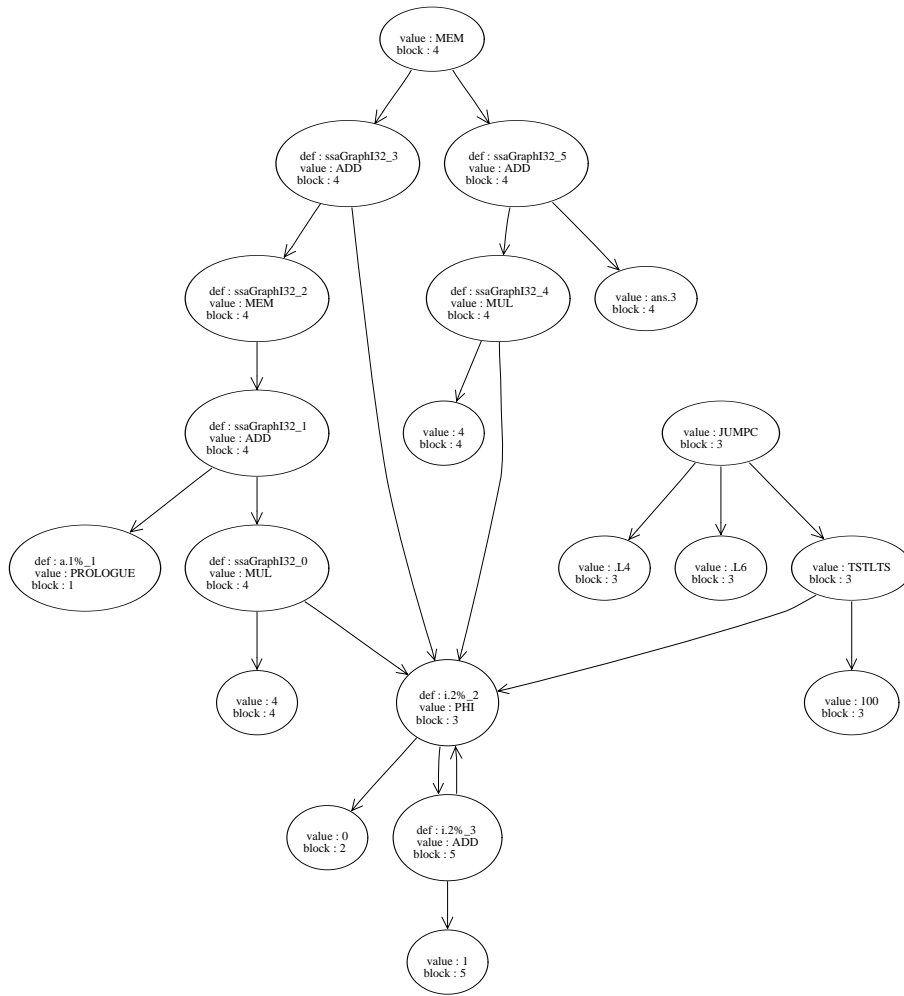 value : MEM
block : 4
def : ssaGraphI32_3
value : ADD
block : 4
def : ssaGraphI32_5
value : ADD
block : 4
def : ssaGraphI32_2
value : MEM
block : 4
def : ssaGraphI32_4
value : MUL
block : 4
value : ans.3
block : 4
def : ssaGraphI32_1
value : ADD
block : 4
value : 4
block : 4
value : JUMPC
block : 3
def : a.1%_1
value : PROLOGUE
block : 1
def : ssaGraphI32_0
value : MUL
block : 4
value : .L4
block : 3
value : .L6
block : 3
value : TSTLTS
block : 3
value : 4
block : 4
def : i.2%_2
value : PHI
block : 3
value : 100
block : 3
value : 0
block : 2
def : i.2%_3
value : ADD
block : 5
value : 1
block : 5